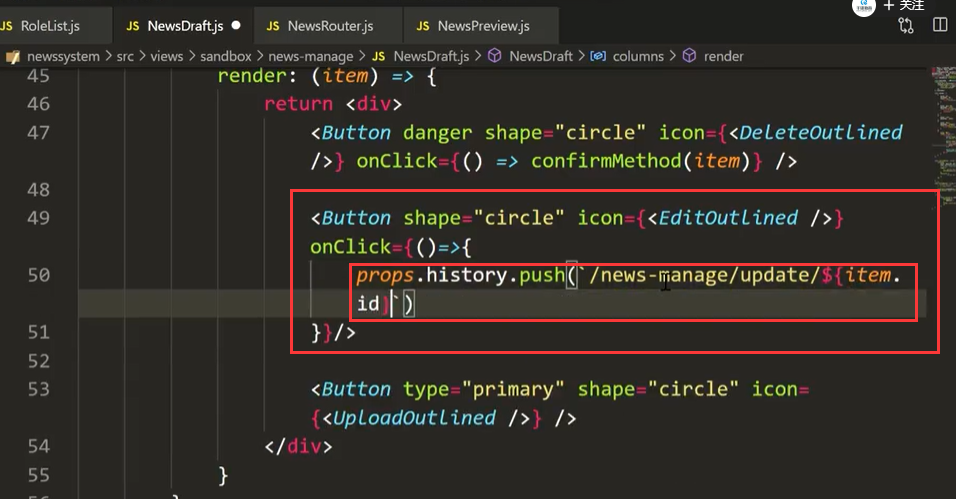 关注
RoleList.js
JS NewsDraft.js
JS NewsRouter.js
JS NewsPreview.js
newssystem > src > views > sandbox > news-manage > JS NewsDraft.js > NewsDraft > columns > render
45 render: (item) => {
46 return <div>
47 <Button danger shape="circle" icon={<DeleteOutlined
/>} onClick={() => confirmMethod(item)} />
48
49 <Button shape="circle" icon={<EditOutlined />}
onClick={()=>{
50 props.history.push(`/news-manage/update/${item.
id}`)
51 }}/>
52
53 <Button type="primary" shape="circle" icon=
{<UploadOutlined />} />
54 </div>
55 }